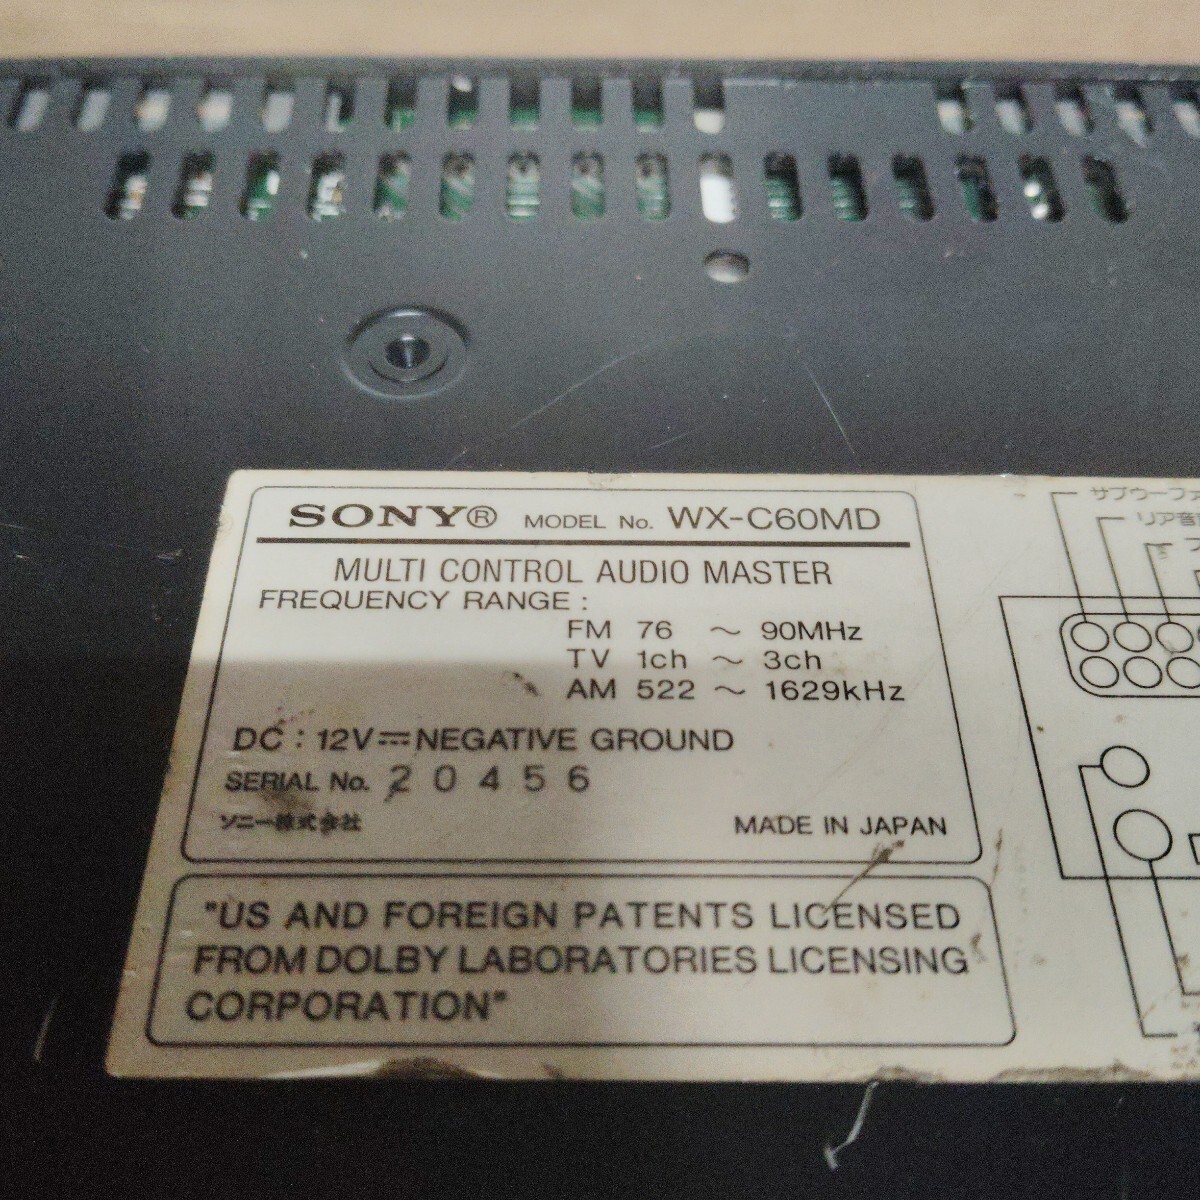 SONY® MODEL No. WX-C60MD
MULTI CONTROL AUDIO MASTER
FREQUENCY RANGE :
FM 76 ～ 90MHz
TV 1ch ～ 3ch
AM 522 ～ 1629kHz
DC : 12V⎓NEGATIVE GROUND
SERIAL No. 20456
ソニー株式会社 MADE IN JAPAN
"US AND FOREIGN PATENTS LICENSED
FROM DOLBY LABORATORIES LICENSING
CORPORATION"
サブウーファ
リア音